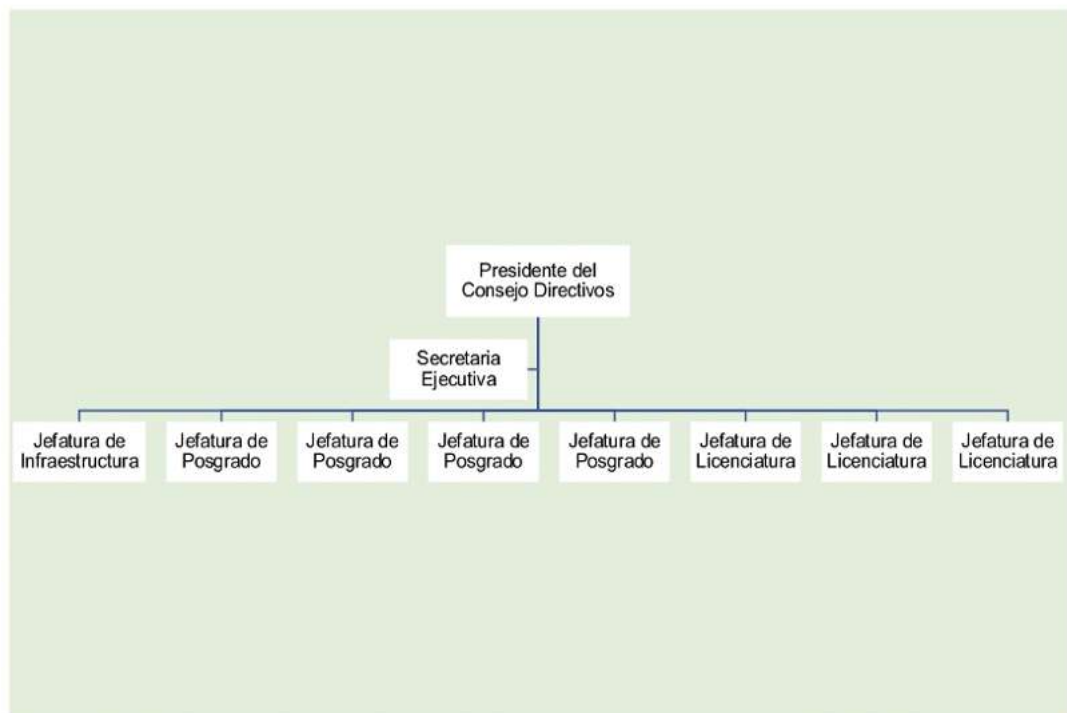 Presidente del
Consejo Directivos
Secretaria
Ejecutiva
Jefatura de
Infraestructura
Jefatura de
Posgrado
Jefatura de
Posgrado
Jefatura de
Posgrado
Jefatura de
Posgrado
Jefatura de
Licenciatura
Jefatura de
Licenciatura
Jefatura de
Licenciatura